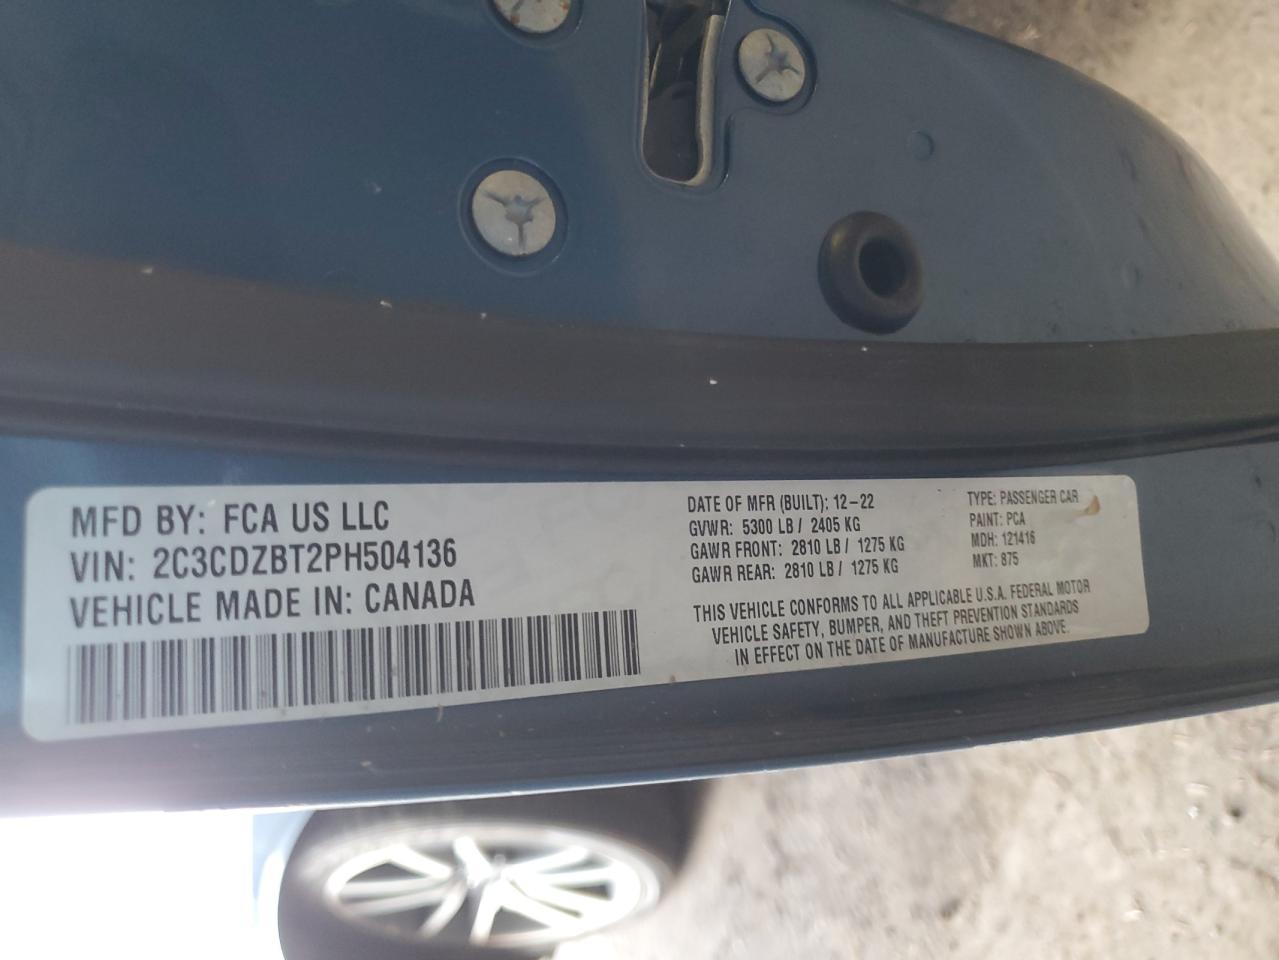 MFD BY: FCA US LLC
VIN: 2C3CDZBT2PH504136
VEHICLE MADE IN: CANADA
DATE OF MFR (BUILT): 12-22
GVWR: 5300 LB / 2405 KG
GAWR FRONT: 2810 LB / 1275 KG
GAWR REAR: 2810 LB / 1275 KG
TYPE: PASSENGER CAR
PAINT: PCA
MDH: 121416
MKT: 875
THIS VEHICLE CONFORMS TO ALL APPLICABLE U.S.A. FEDERAL MOTOR
VEHICLE SAFETY, BUMPER, AND THEFT PREVENTION STANDARDS
IN EFFECT ON THE DATE OF MANUFACTURE SHOWN ABOVE.